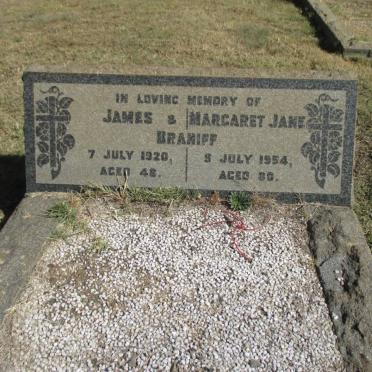 IN LOVING MEMORY OF
JAMES & MARGARET JANE
BRANIFF
7 JULY 1920, 9 JULY 1954,
AGED 48. AGED 80.